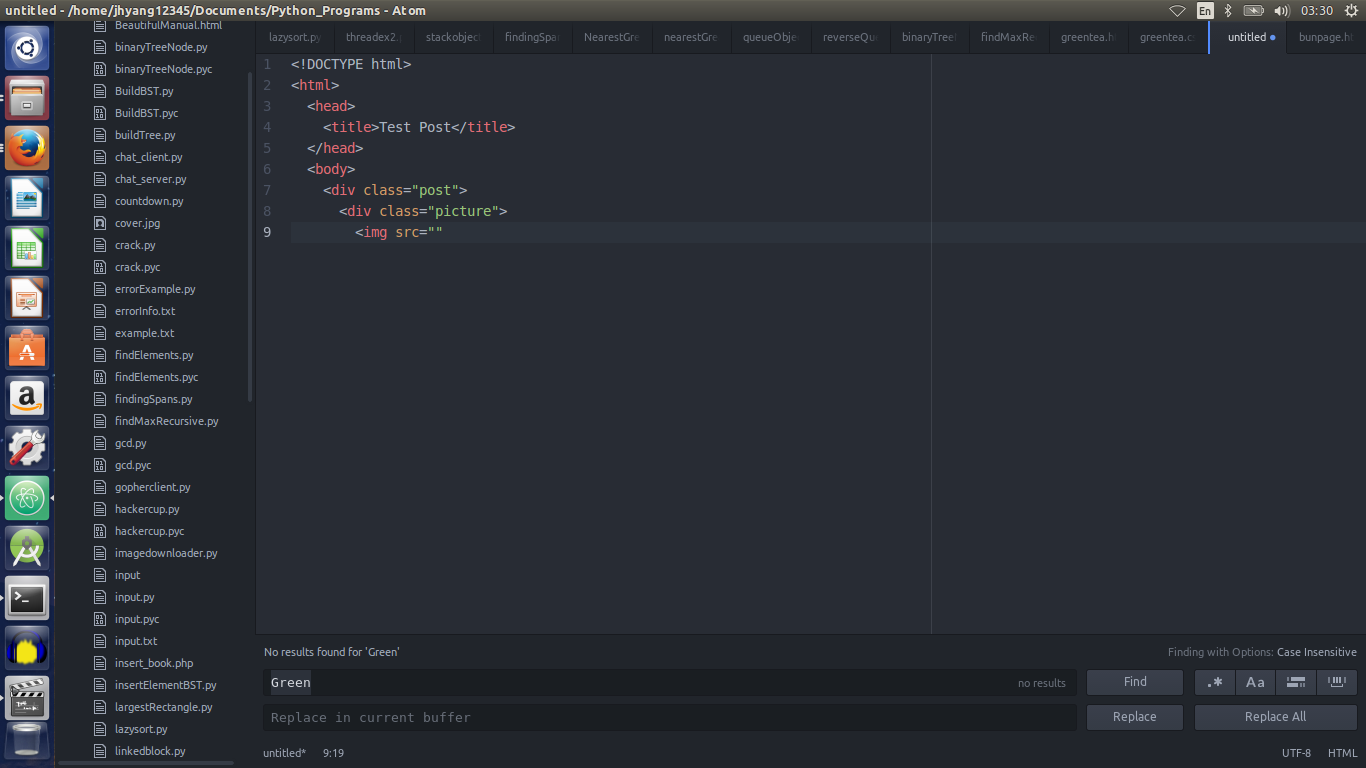 untitled - /home/jhyang12345/Documents/Python_Programs - Atom
En
03:30
BeautifulManual.html
binaryTreeNode.py
binaryTreeNode.pyc
BuildBST.py
BuildBST.pyc
buildTree.py
chat_client.py
chat_server.py
countdown.py
cover.jpg
crack.py
crack.pyc
errorExample.py
errorInfo.txt
example.txt
findElements.py
findElements.pyc
findingSpans.py
findMaxRecursive.py
gcd.py
gcd.pyc
gopherclient.py
hackercup.py
hackercup.pyc
imagedownloader.py
input
input.py
input.pyc
input.txt
insert_book.php
insertElementBST.py
largestRectangle.py
lazysort.py
linkedblock.py
lazysort.py
threadex2.
stackobjec
findingSpa
NearestGre
nearestGre
queueObje
reverseQu
binaryTree
findMaxRe
greentea.h
greentea.c
untitled
bunpage.ht
1 <!DOCTYPE html>
2 <html>
3 <head>
4 <title>Test Post</title>
5 </head>
6 <body>
7 <div class="post">
8 <div class="picture">
9 <img src=""
No results found for 'Green'
Finding with Options: Case Insensitive
Green
no results
Find
.*
Aa
Replace in current buffer
Replace
Replace All
untitled*
9:19
UTF-8
HTML